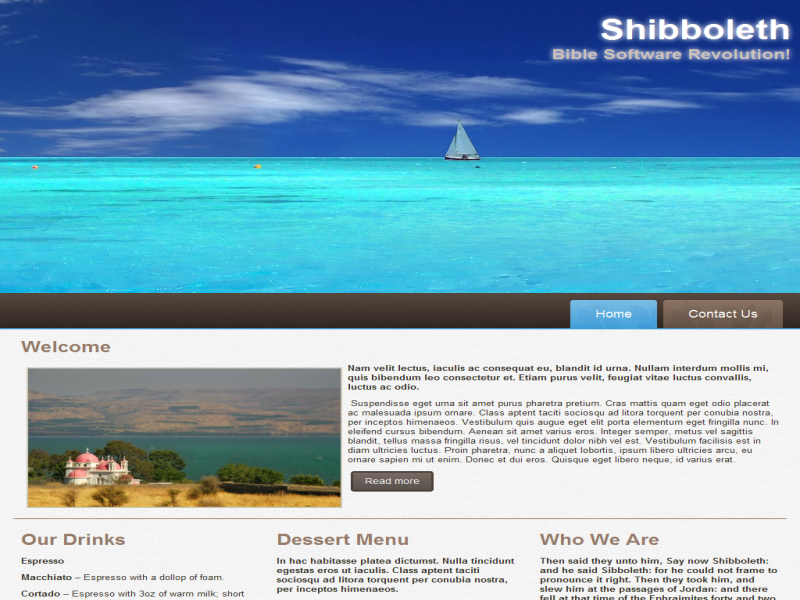 Shibboleth
Bible Software Revolution!
Home
Contact Us
Welcome
Nam velit lectus, iaculis ac consequat eu, blandit id urna. Nullam interdum mollis mi,
quis bibendum leo consectetur et. Etiam purus velit, feugiat vitae luctus convallis,
luctus ac odio.
Suspendisse eget urna sit amet purus pharetra pretium. Cras mattis quam eget odio placerat
ac malesuada ipsum ornare. Class aptent taciti sociosqu ad litora torquent per conubia nostra,
per inceptos himenaeos. Vestibulum quis augue eget elit porta elementum eget fringilla nunc. In
eleifend cursus bibendum. Aenean sit amet varius eros. Integer semper, metus vel sagittis
blandit, tellus massa fringilla risus, vel tincidunt dolor nibh vel est. Vestibulum facilisis est in
diam ultricies luctus. Proin pharetra, nunc a aliquet lobortis, ipsum libero ultricies arcu, eu
ornare sapien mi ut enim. Donec et dui eros. Quisque eget libero neque, id varius erat.
Read more
Our Drinks
Espresso
Macchiato – Espresso with a dollop of foam.
Cortado – Espresso with 3oz of warm milk; short
Dessert Menu
In hac habitasse platea dictumst. Nulla tincidunt
egestas eros ut iaculis. Class aptent taciti
sociosqu ad litora torquent per conubia nostra,
per inceptos himenaeos.
Who We Are
Then said they unto him, Say now Shibboleth:
and he said Sibboleth: for he could not frame to
pronounce it right. Then they took him, and
slew him at the passages of Jordan: and there
fell at that time of the Ephraimites forty and two